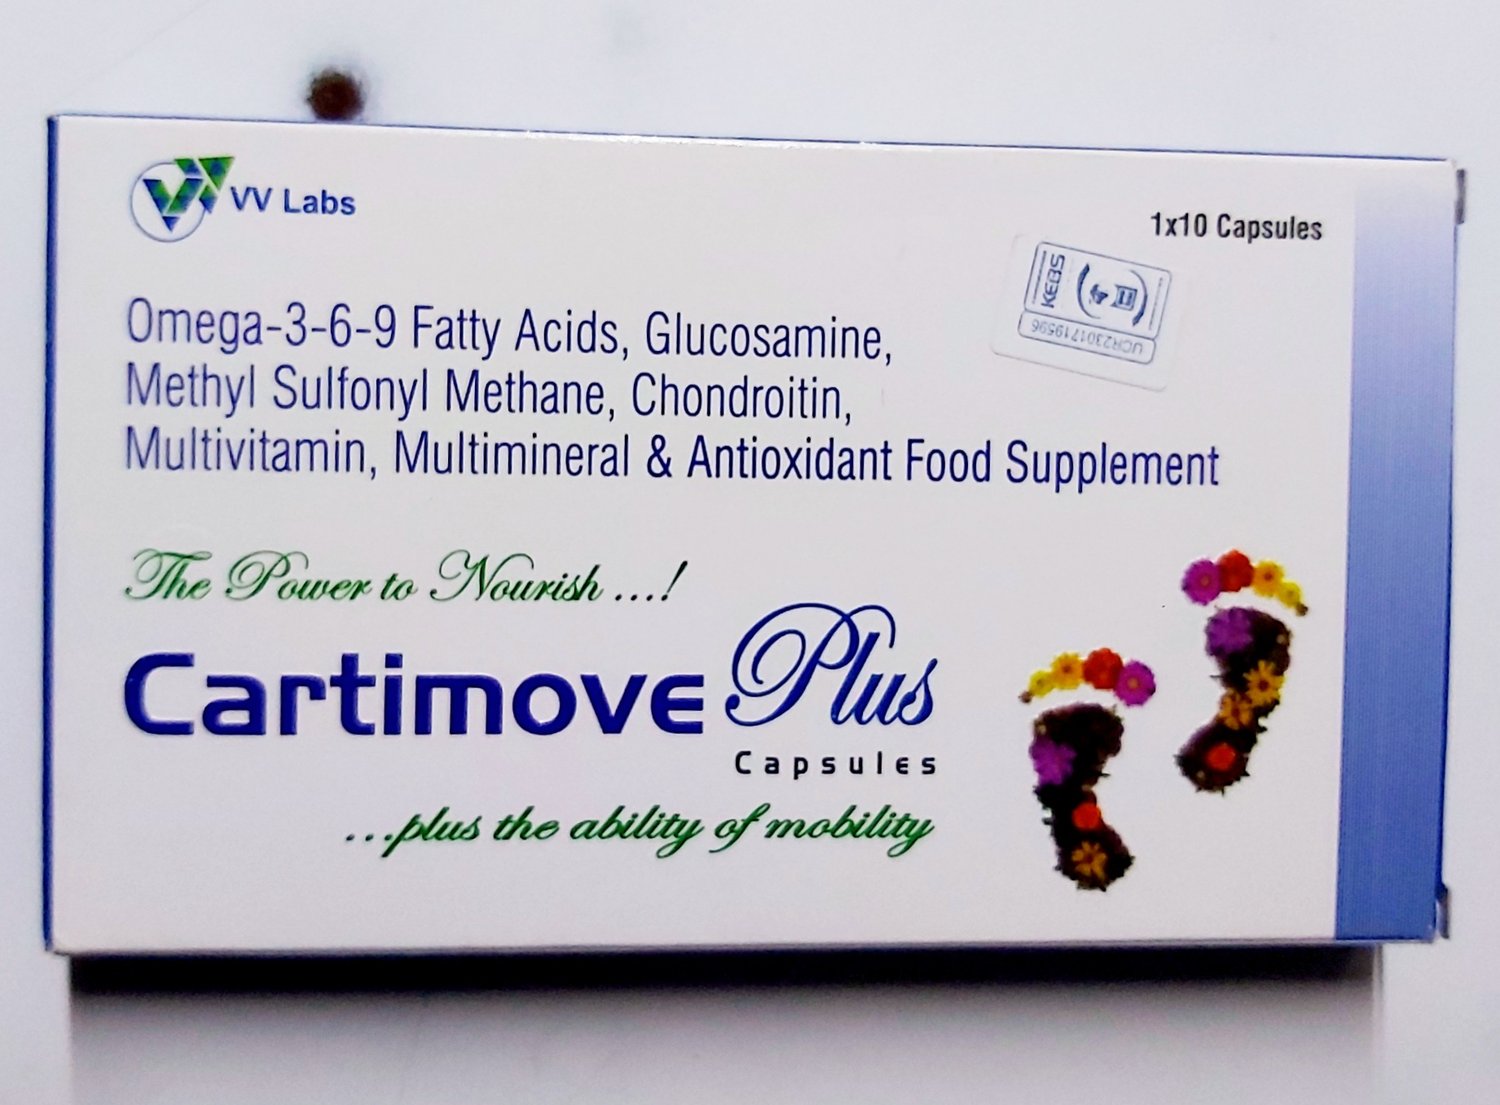 VV Labs
1x10 Capsules
KEBS
UCR2301719596
Omega-3-6-9 Fatty Acids, Glucosamine,
Methyl Sulfonyl Methane, Chondroitin,
Multivitamin, Multimineral & Antioxidant Food Supplement
The Power to Nourish...!
Cartimove Plus
Capsules
...plus the ability of mobility